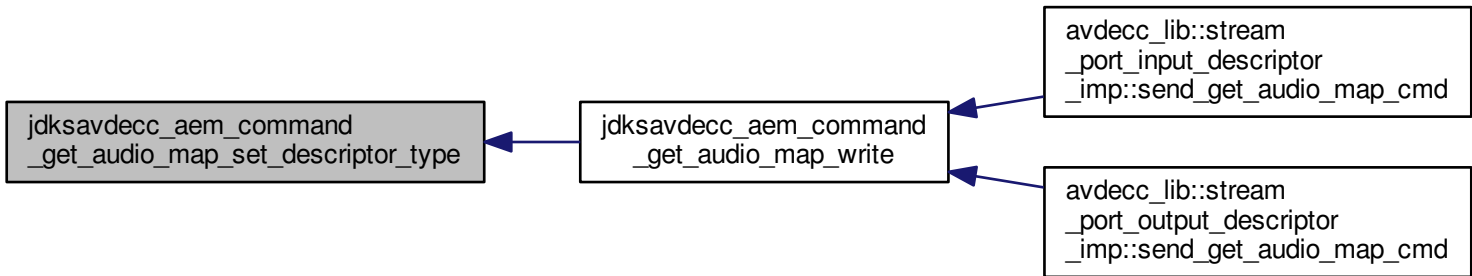 jdksavdecc_aem_command
_get_audio_map_set_descriptor_type
jdksavdecc_aem_command
_get_audio_map_write
avdecc_lib::stream
_port_input_descriptor
_imp::send_get_audio_map_cmd
avdecc_lib::stream
_port_output_descriptor
_imp::send_get_audio_map_cmd